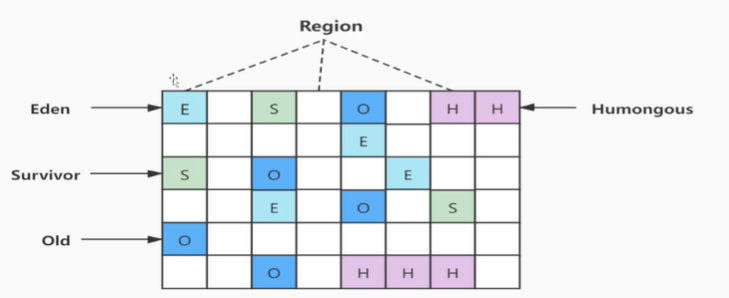 Region
Eden E S O H H Humongous
E
Survivor S O E
E O S
Old O
O H H H